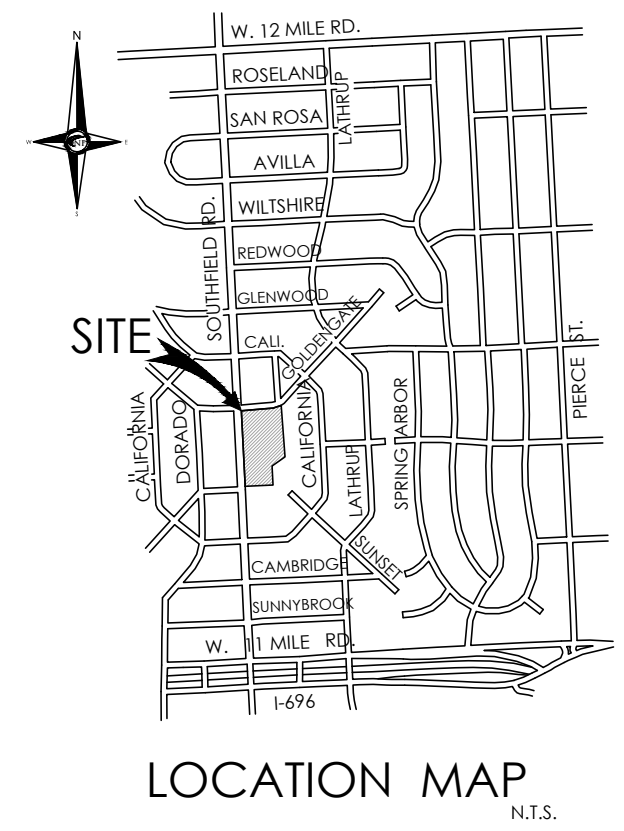 N
W. 12 MILE RD.
ROSELAND
LATHRUP
SAN ROSA
W
NF
E
AVILLA
S
WILTSHIRE
SOUTHFIELD RD.
REDWOOD
GLENWOOD
GOLDENGATE
SITE
CALI.
PIERCE ST.
CALIFORNIA
DORADO
CALIFORNIA
SPRING ARBOR
LATHRUP
SUNSET
CAMBRIDGE
SUNNYBROOK
W. 11 MILE RD.
I-696
LOCATION MAP
N.T.S.